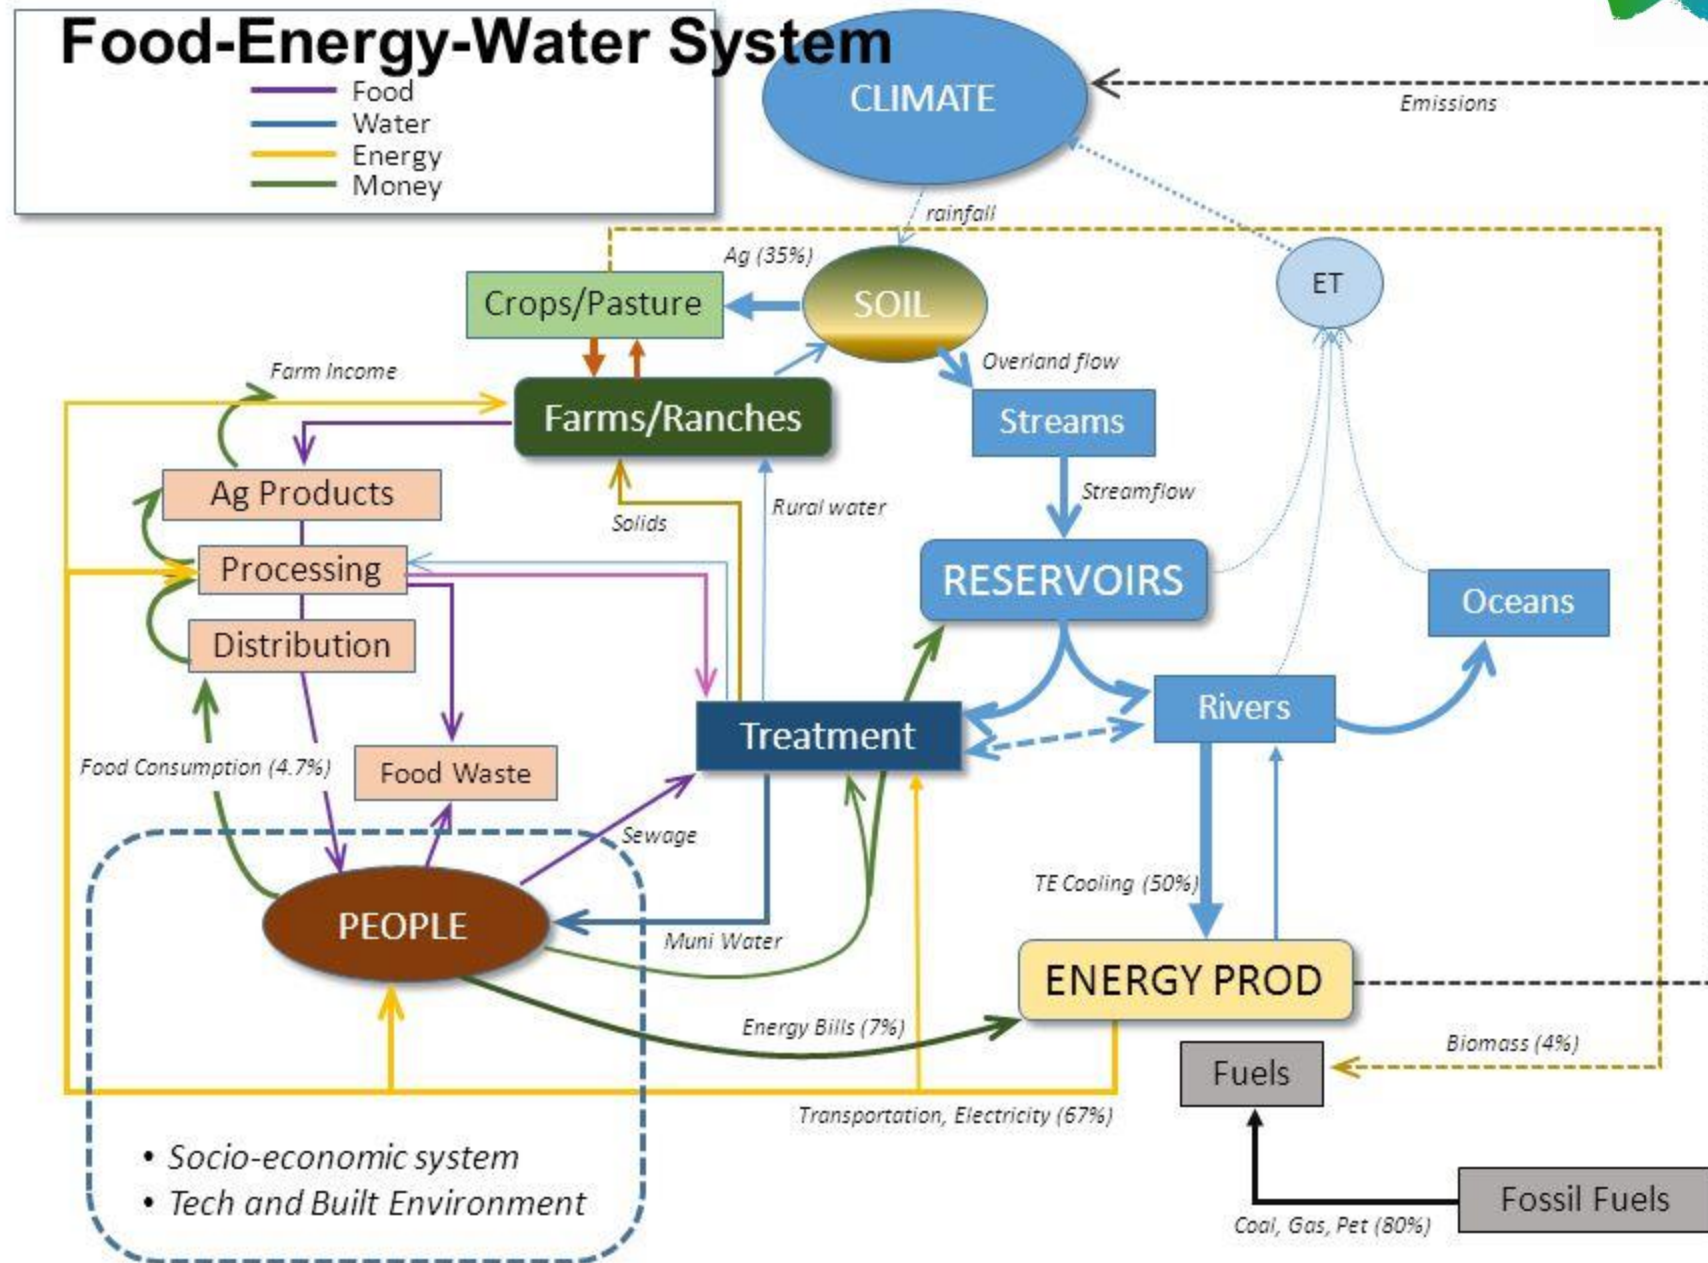 Food-Energy-Water System
Food
Water
Energy
Money
CLIMATE
Emissions
rainfall
Ag (35%)
ET
Crops/Pasture
SOIL
Overland flow
Farm Income
Farms/Ranches
Streams
Ag Products
Streamflow
Rural water
Solids
Processing
RESERVOIRS
Oceans
Distribution
Rivers
Treatment
Food Consumption (4.7%)
Food Waste
Sewage
TE Cooling (50%)
PEOPLE
Muni Water
ENERGY PROD
Energy Bills (7%)
Biomass (4%)
Fuels
Transportation, Electricity (67%)
• Socio-economic system
• Tech and Built Environment
Fossil Fuels
Coal, Gas, Pet (80%)